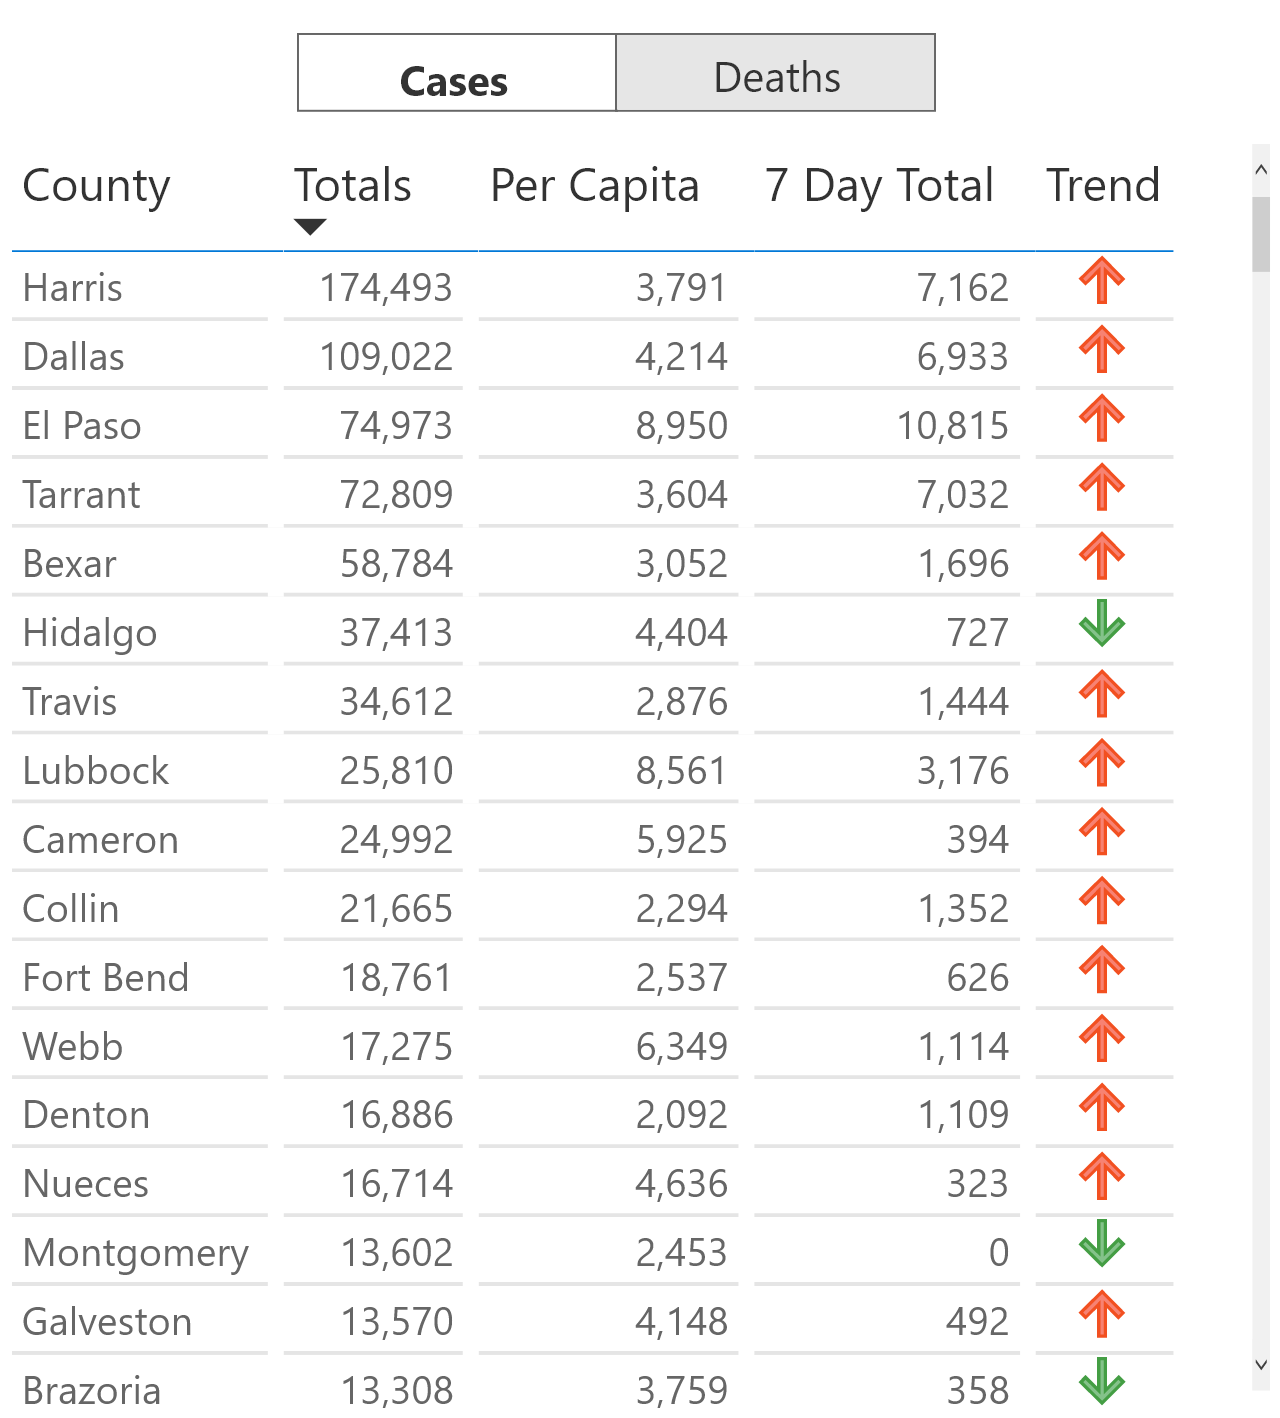 Cases Deaths
County Totals Per Capita 7 Day Total Trend
Harris 174,493 3,791 7,162
Dallas 109,022 4,214 6,933
El Paso 74,973 8,950 10,815
Tarrant 72,809 3,604 7,032
Bexar 58,784 3,052 1,696
Hidalgo 37,413 4,404 727
Travis 34,612 2,876 1,444
Lubbock 25,810 8,561 3,176
Cameron 24,992 5,925 394
Collin 21,665 2,294 1,352
Fort Bend 18,761 2,537 626
Webb 17,275 6,349 1,114
Denton 16,886 2,092 1,109
Nueces 16,714 4,636 323
Montgomery 13,602 2,453 0
Galveston 13,570 4,148 492
Brazoria 13,308 3,759 358